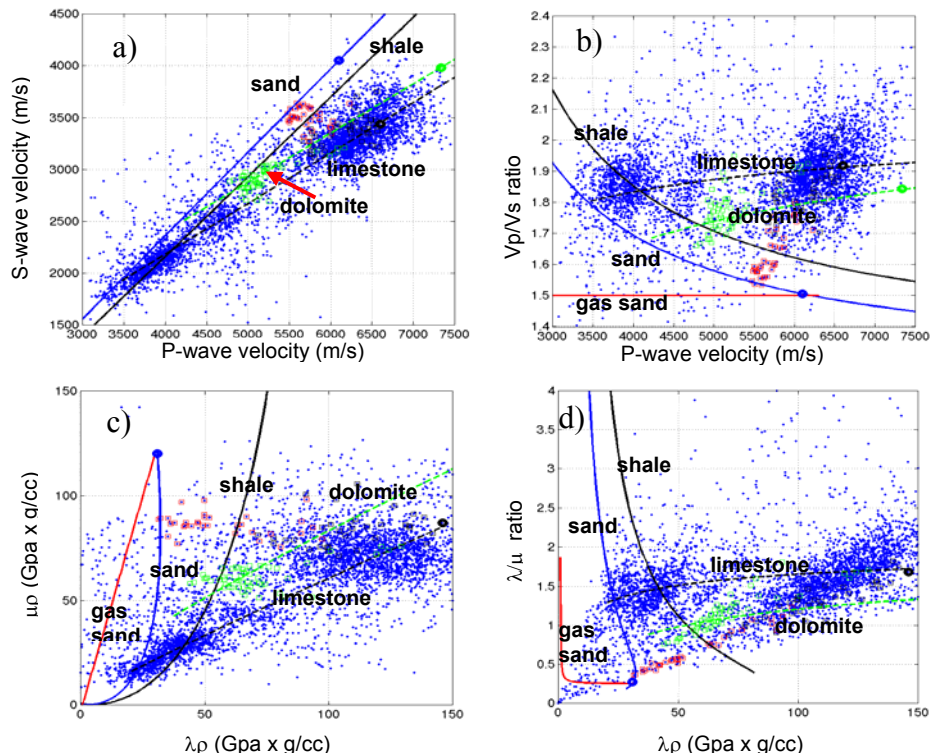 a)
4500
4000
3500
3000
2500
2000
1500
S-wave velocity (m/s)
sand
shale
limestone
dolomite
3000 3500 4000 4500 5000 5500 6000 6500 7000 7500
P-wave velocity (m/s)
b)
2.4
2.3
2.2
2.1
2
1.9
1.8
1.7
1.6
1.5
1.4
Vp/Vs ratio
shale
limestone
dolomite
sand
gas sand
3000 3500 4000 4500 5000 5500 6000 6500 7000 7500
P-wave velocity (m/s)
c)
150
100
50
0
μρ (Gpa x g/cc)
shale
dolomite
sand
limestone
gas
sand
0 50 100 150
λρ (Gpa x g/cc)
d)
4
3.5
3
2.5
2
1.5
1
0.5
0
λ/μ ratio
shale
sand
limestone
gas
sand
dolomite
0 50 100 150
λρ (Gpa x g/cc)